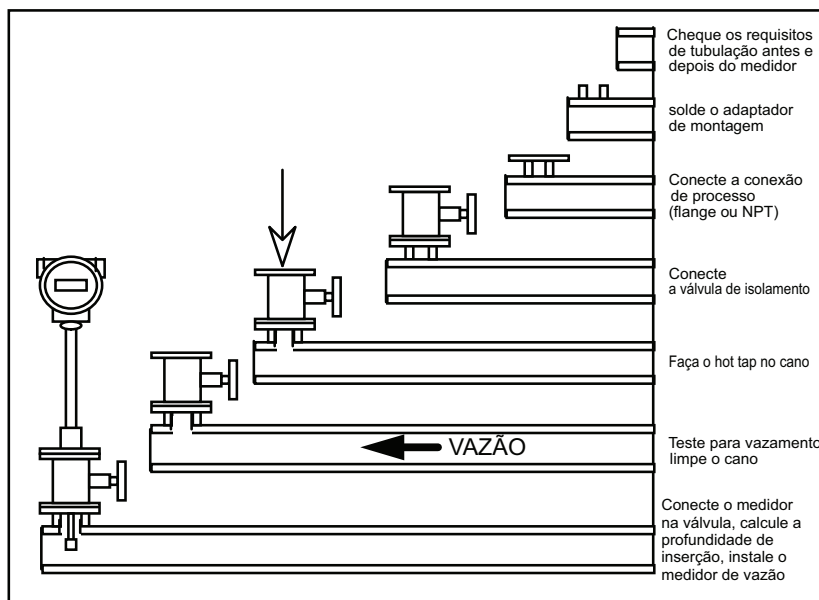 Cheque os requisitos
de tubulação antes e
depois do medidor
solde o adaptador
de montagem
Conecte a conexão
de processo
(flange ou NPT)
Conecte
a válvula de isolamento
Faça o hot tap no cano
VAZÃO
Teste para vazamento
limpe o cano
Conecte o medidor
na válvula, calcule a
profundidade de
inserção, instale o
medidor de vazão